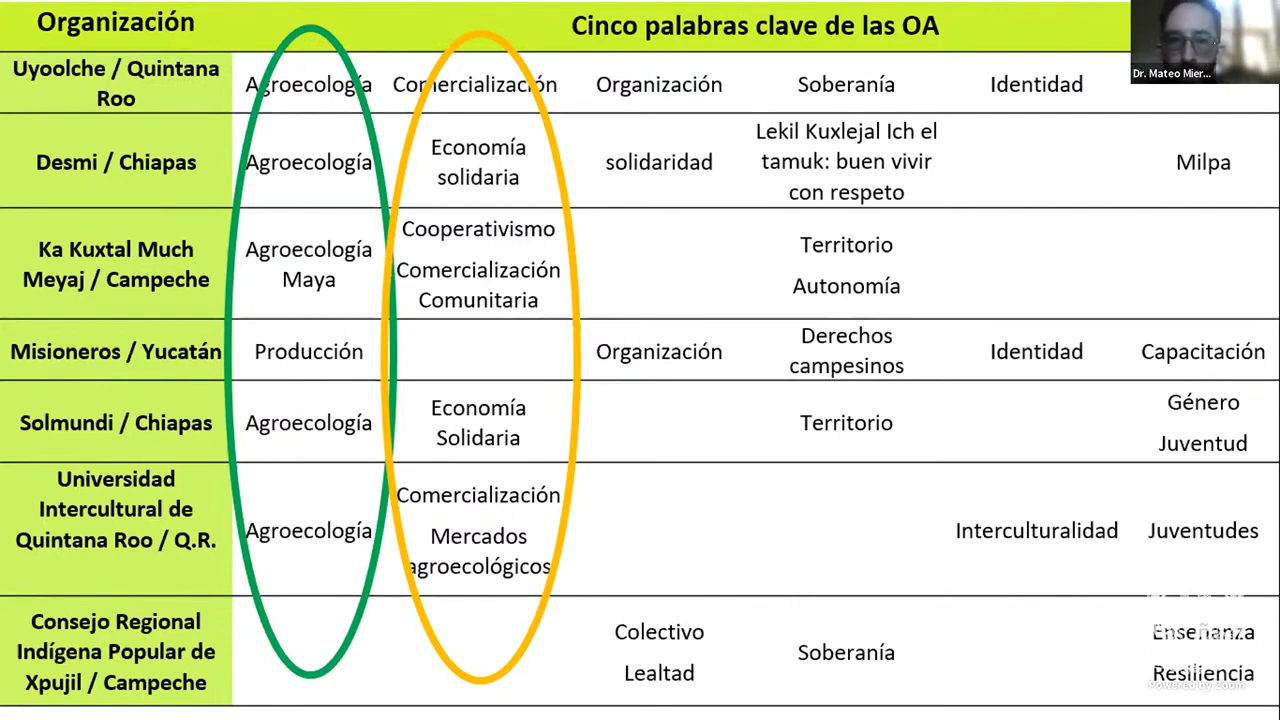 Organización
Cinco palabras clave de las OA
Dr. Mateo Mier...
Uyoolche / Quintana
Roo
Agroecología
Comercialización
Organización
Soberanía
Identidad
Desmi / Chiapas
Agroecología
Economía
solidaria
solidaridad
Lekil Kuxlejal Ich el
tamuk: buen vivir
con respeto
Milpa
Ka Kuxtal Much
Meyaj / Campeche
Agroecología
Maya
Cooperativismo
Comercialización
Comunitaria
Territorio
Autonomía
Misioneros / Yucatán
Producción
Organización
Derechos
campesinos
Identidad
Capacitación
Solmundi / Chiapas
Agroecología
Economía
Solidaria
Territorio
Género
Juventud
Universidad
Intercultural de
Quintana Roo / Q.R.
Agroecología
Comercialización
Mercados
agroecológicos
Interculturalidad
Juventudes
Consejo Regional
Indígena Popular de
Xpujil / Campeche
Colectivo
Lealtad
Soberanía
Enseñanza
Resiliencia
Powered by Zoom